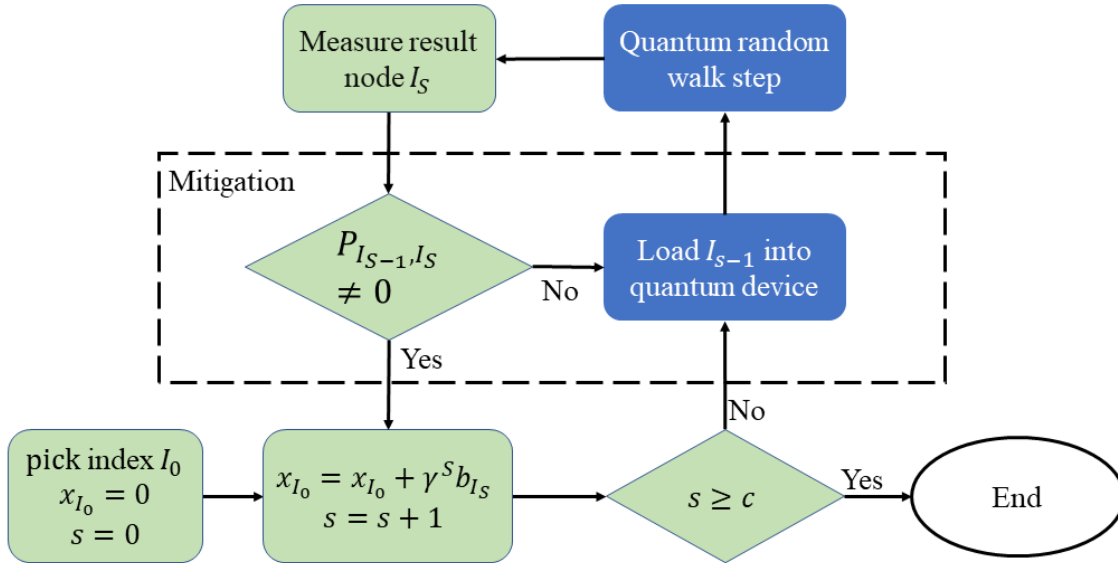 Measure result
node I_S
Quantum random
walk step
Mitigation
P_{I_{S−1},I_S}
≠ 0
No
Load I_{s−1} into
quantum device
Yes
No
pick index I_0
x_{I_0} = 0
s = 0
x_{I_0} = x_{I_0} + γ^S b_{I_S}
s = s + 1
s ≥ c
Yes
End